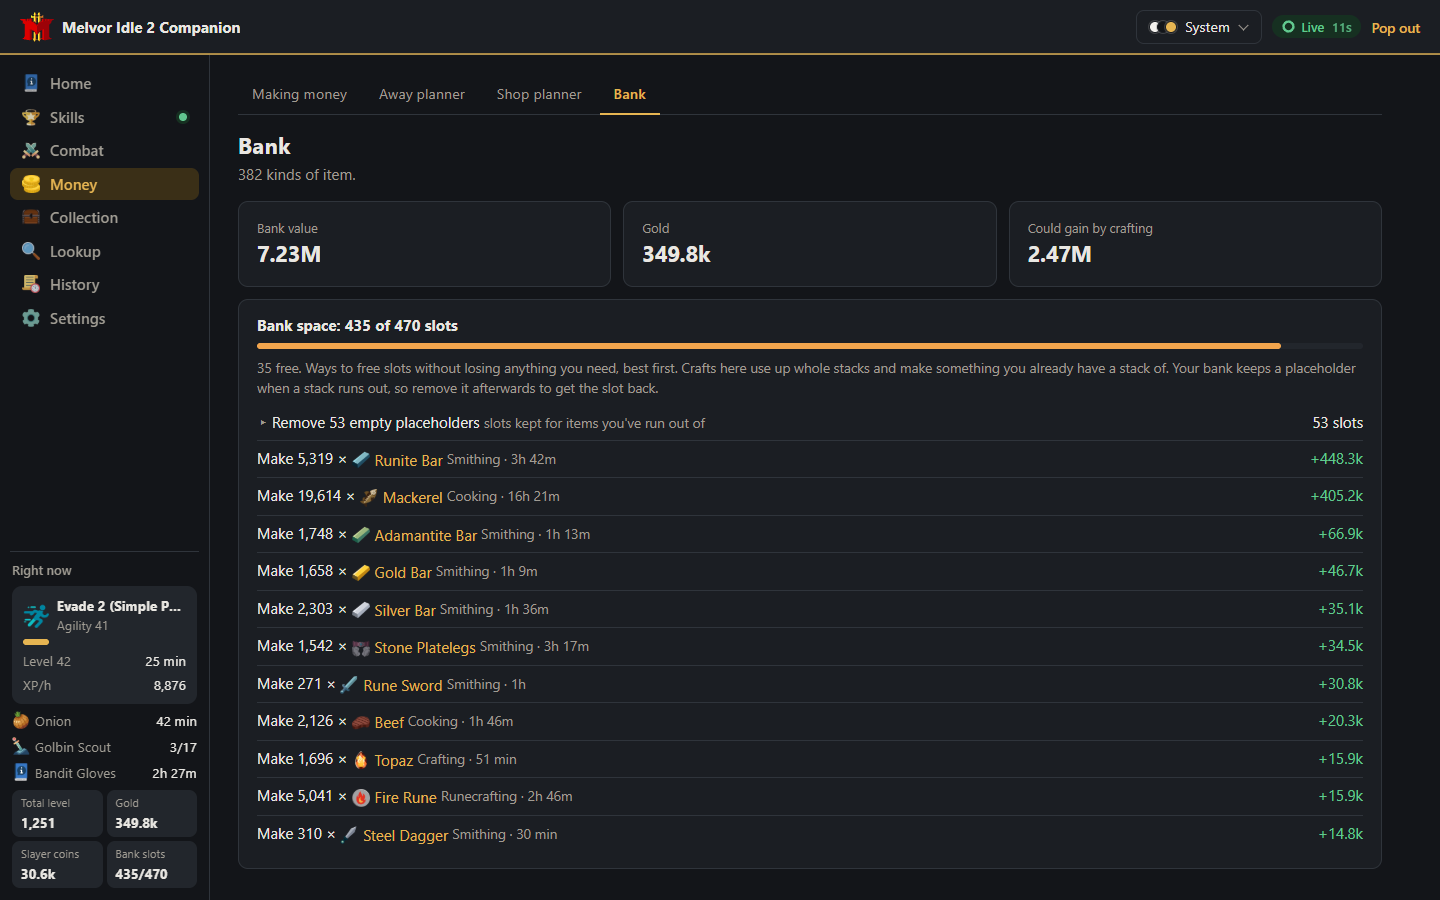 Melvor Idle 2 Companion
System
Live 11s
Pop out
Home
Skills
Combat
Money
Collection
Lookup
History
Settings
Right now
Evade 2 (Simple P...
Agility 41
Level 42 25 min
XP/h 8,876
Onion 42 min
Golbin Scout 3/17
Bandit Gloves 2h 27m
Total level
1,251
Gold
349.8k
Slayer coins
30.6k
Bank slots
435/470
Making money Away planner Shop planner Bank
Bank
382 kinds of item.
Bank value
7.23M
Gold
349.8k
Could gain by crafting
2.47M
Bank space: 435 of 470 slots
35 free. Ways to free slots without losing anything you need, best first. Crafts here use up whole stacks and make something you already have a stack of. Your bank keeps a placeholder
when a stack runs out, so remove it afterwards to get the slot back.
Remove 53 empty placeholders slots kept for items you've run out of 53 slots
Make 5,319 × Runite Bar Smithing · 3h 42m +448.3k
Make 19,614 × Mackerel Cooking · 16h 21m +405.2k
Make 1,748 × Adamantite Bar Smithing · 1h 13m +66.9k
Make 1,658 × Gold Bar Smithing · 1h 9m +46.7k
Make 2,303 × Silver Bar Smithing · 1h 36m +35.1k
Make 1,542 × Stone Platelegs Smithing · 3h 17m +34.5k
Make 271 × Rune Sword Smithing · 1h +30.8k
Make 2,126 × Beef Cooking · 1h 46m +20.3k
Make 1,696 × Topaz Crafting · 51 min +15.9k
Make 5,041 × Fire Rune Runecrafting · 2h 46m +15.9k
Make 310 × Steel Dagger Smithing · 30 min +14.8k